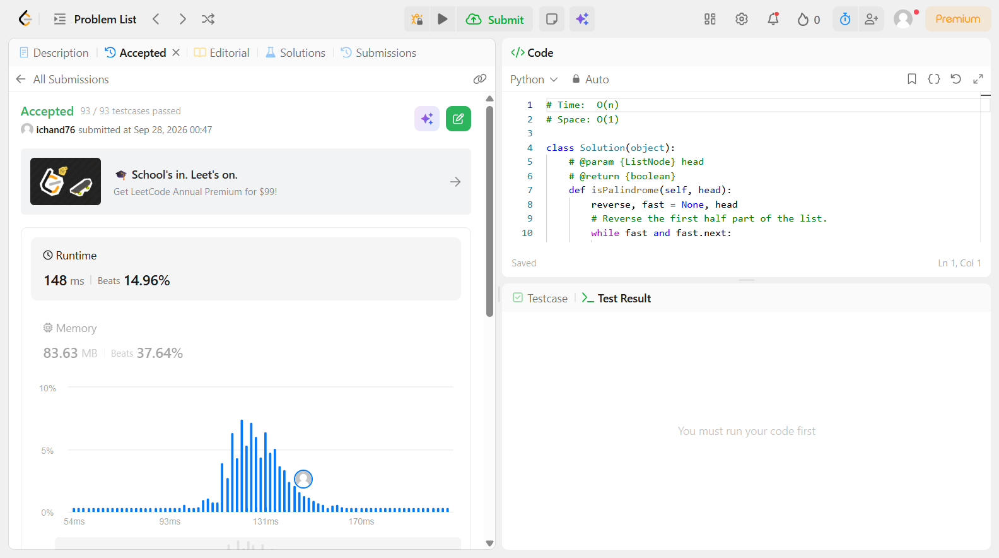 Problem List
Submit
0
Premium
Description
Accepted
Editorial
Solutions
Submissions
All Submissions
Accepted 93 / 93 testcases passed
ichand76 submitted at Sep 28, 2026 00:47
🎓 School's in. Leet's on.
Get LeetCode Annual Premium for $99!
Runtime
148 ms Beats 14.96%
Memory
83.63 MB Beats 37.64%
10%
5%
0%
54ms 93ms 131ms 170ms
</> Code
Python Auto
1 # Time:  O(n)
2 # Space: O(1)
3
4 class Solution(object):
5     # @param {ListNode} head
6     # @return {boolean}
7     def isPalindrome(self, head):
8         reverse, fast = None, head
9         # Reverse the first half part of the list.
10         while fast and fast.next:
Saved Ln 1, Col 1
Testcase
Test Result
You must run your code first